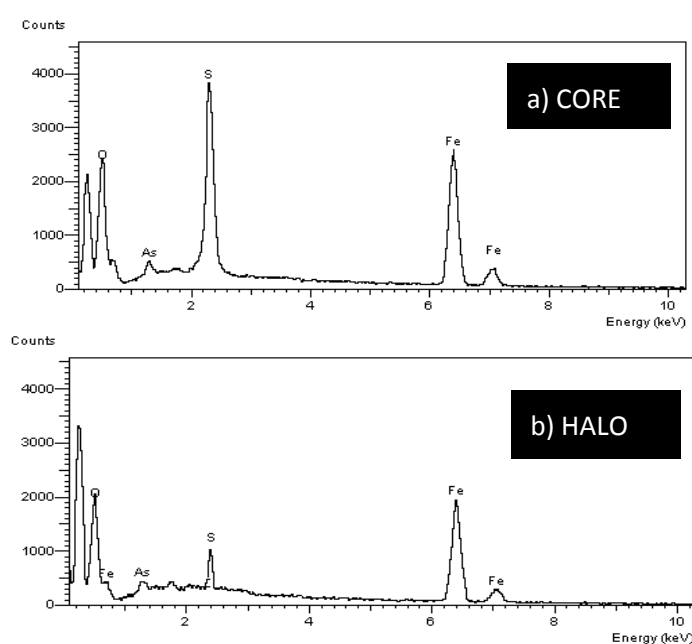 Counts
4000
3000
2000
1000
0
S
O
As
Fe
Fe
a) CORE
2 4 6 8 10
Energy (keV)
Counts
4000
3000
2000
1000
0
O
Fe
As
S
Fe
Fe
b) HALO
2 4 6 8 10
Energy (keV)